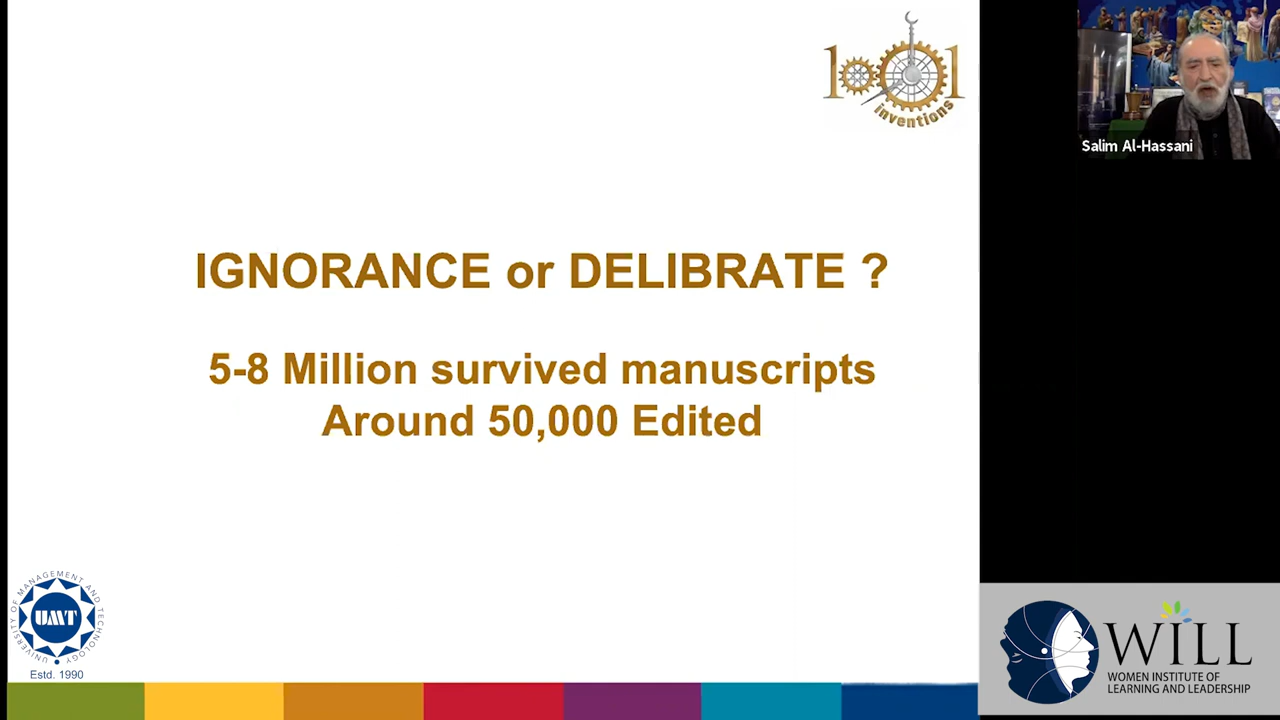 1001
inventions
Salim Al-Hassani
IGNORANCE or DELIBRATE ?
5-8 Million survived manuscripts
Around 50,000 Edited
UNIVERSITY OF MANAGEMENT AND TECHNOLOGY
UMT
Estd. 1990
WILL
WOMEN INSTITUTE OF
LEARNING AND LEADERSHIP